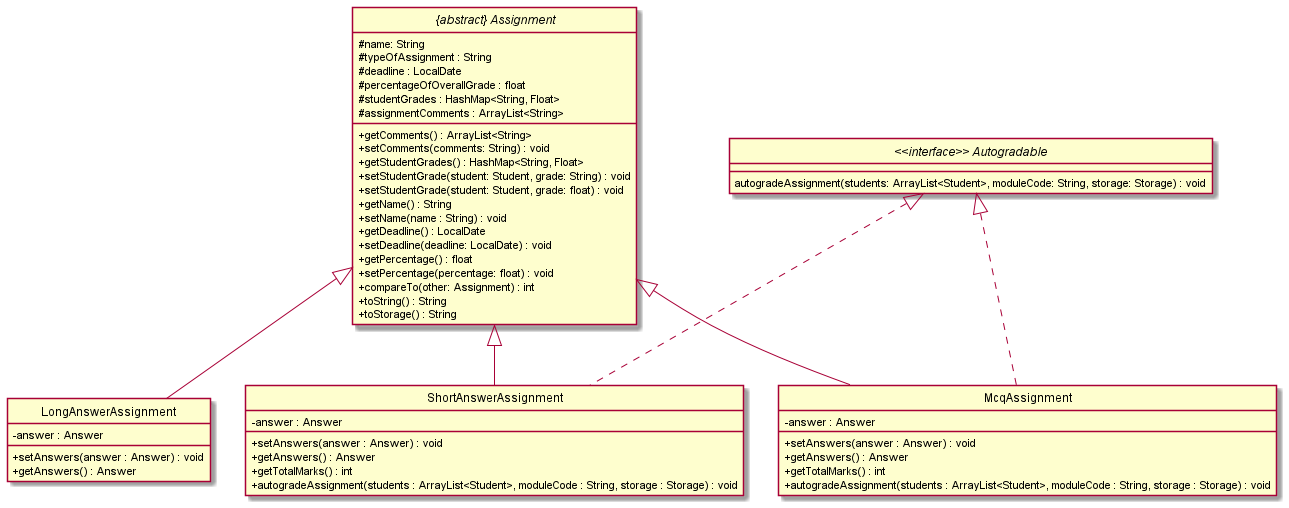 {abstract} Assignment
#name: String
#typeOfAssignment : String
#deadline : LocalDate
#percentageOfOverallGrade : float
#studentGrades : HashMap<String, Float>
#assignmentComments : ArrayList<String>
+getComments() : ArrayList<String>
+setComments(comments: String) : void
+getStudentGrades() : HashMap<String, Float>
+setStudentGrade(student: Student, grade: String) : void
+setStudentGrade(student: Student, grade: float) : void
+getName() : String
+setName(name : String) : void
+getDeadline() : LocalDate
+setDeadline(deadline: LocalDate) : void
+getPercentage() : float
+setPercentage(percentage: float) : void
+compareTo(other: Assignment) : int
+toString() : String
+toStorage() : String
<<interface>> Autogradable
autogradeAssignment(students: ArrayList<Student>, moduleCode: String, storage: Storage) : void
LongAnswerAssignment
-answer : Answer
+setAnswers(answer : Answer) : void
+getAnswers() : Answer
ShortAnswerAssignment
-answer : Answer
+setAnswers(answer : Answer) : void
+getAnswers() : Answer
+getTotalMarks() : int
+autogradeAssignment(students : ArrayList<Student>, moduleCode : String, storage : Storage) : void
McqAssignment
-answer : Answer
+setAnswers(answer : Answer) : void
+getAnswers() : Answer
+getTotalMarks() : int
+autogradeAssignment(students : ArrayList<Student>, moduleCode : String, storage : Storage) : void